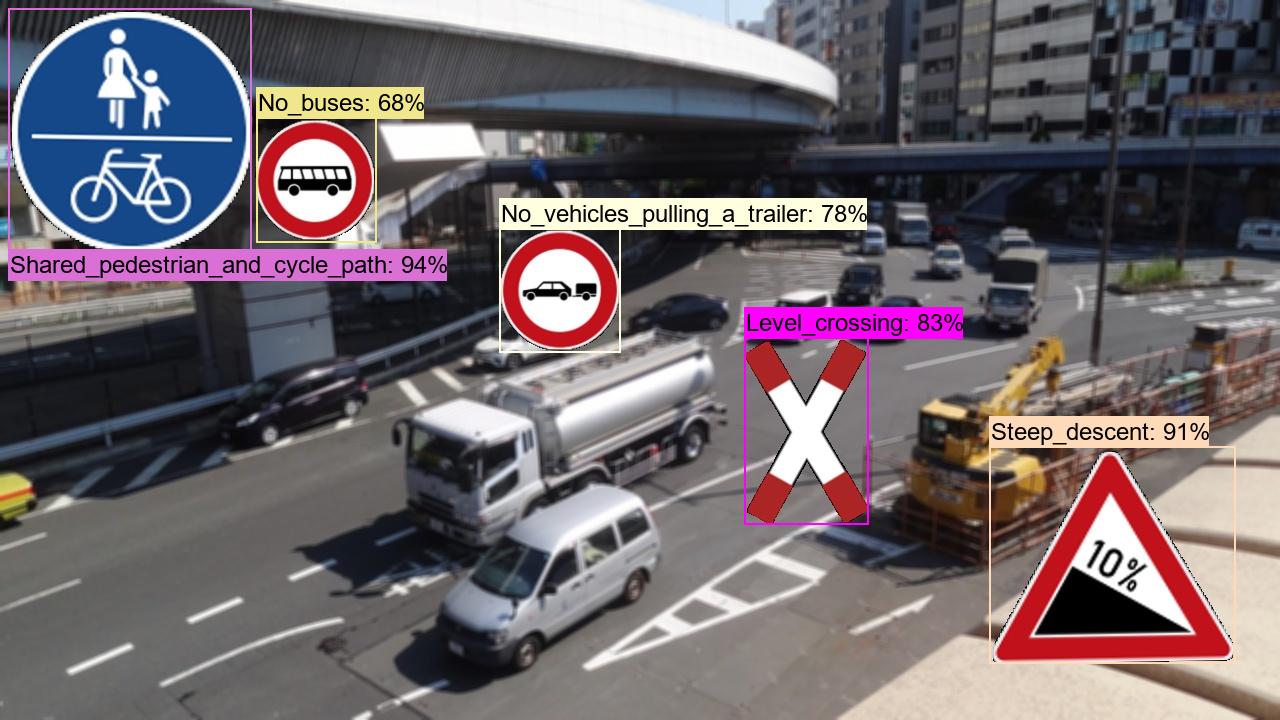 No_buses: 68%
No_vehicles_pulling_a_trailer: 78%
Shared_pedestrian_and_cycle_path: 94%
Level_crossing: 83%
Steep_descent: 91%
10%